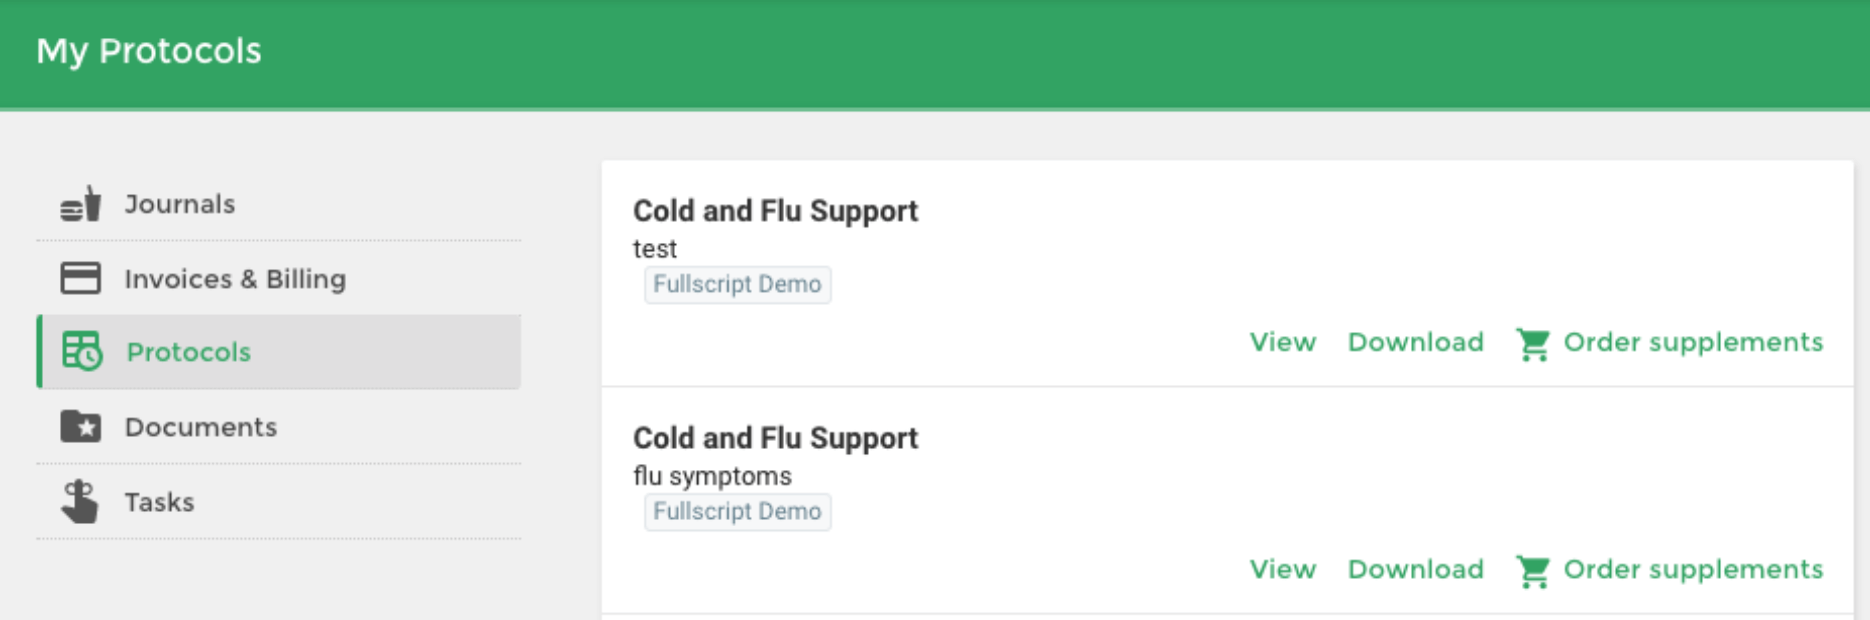 My Protocols
Journals
Invoices & Billing
Protocols
Documents
Tasks
Cold and Flu Support
test
Fullscript Demo
View Download Order supplements
Cold and Flu Support
flu symptoms
Fullscript Demo
View Download Order supplements